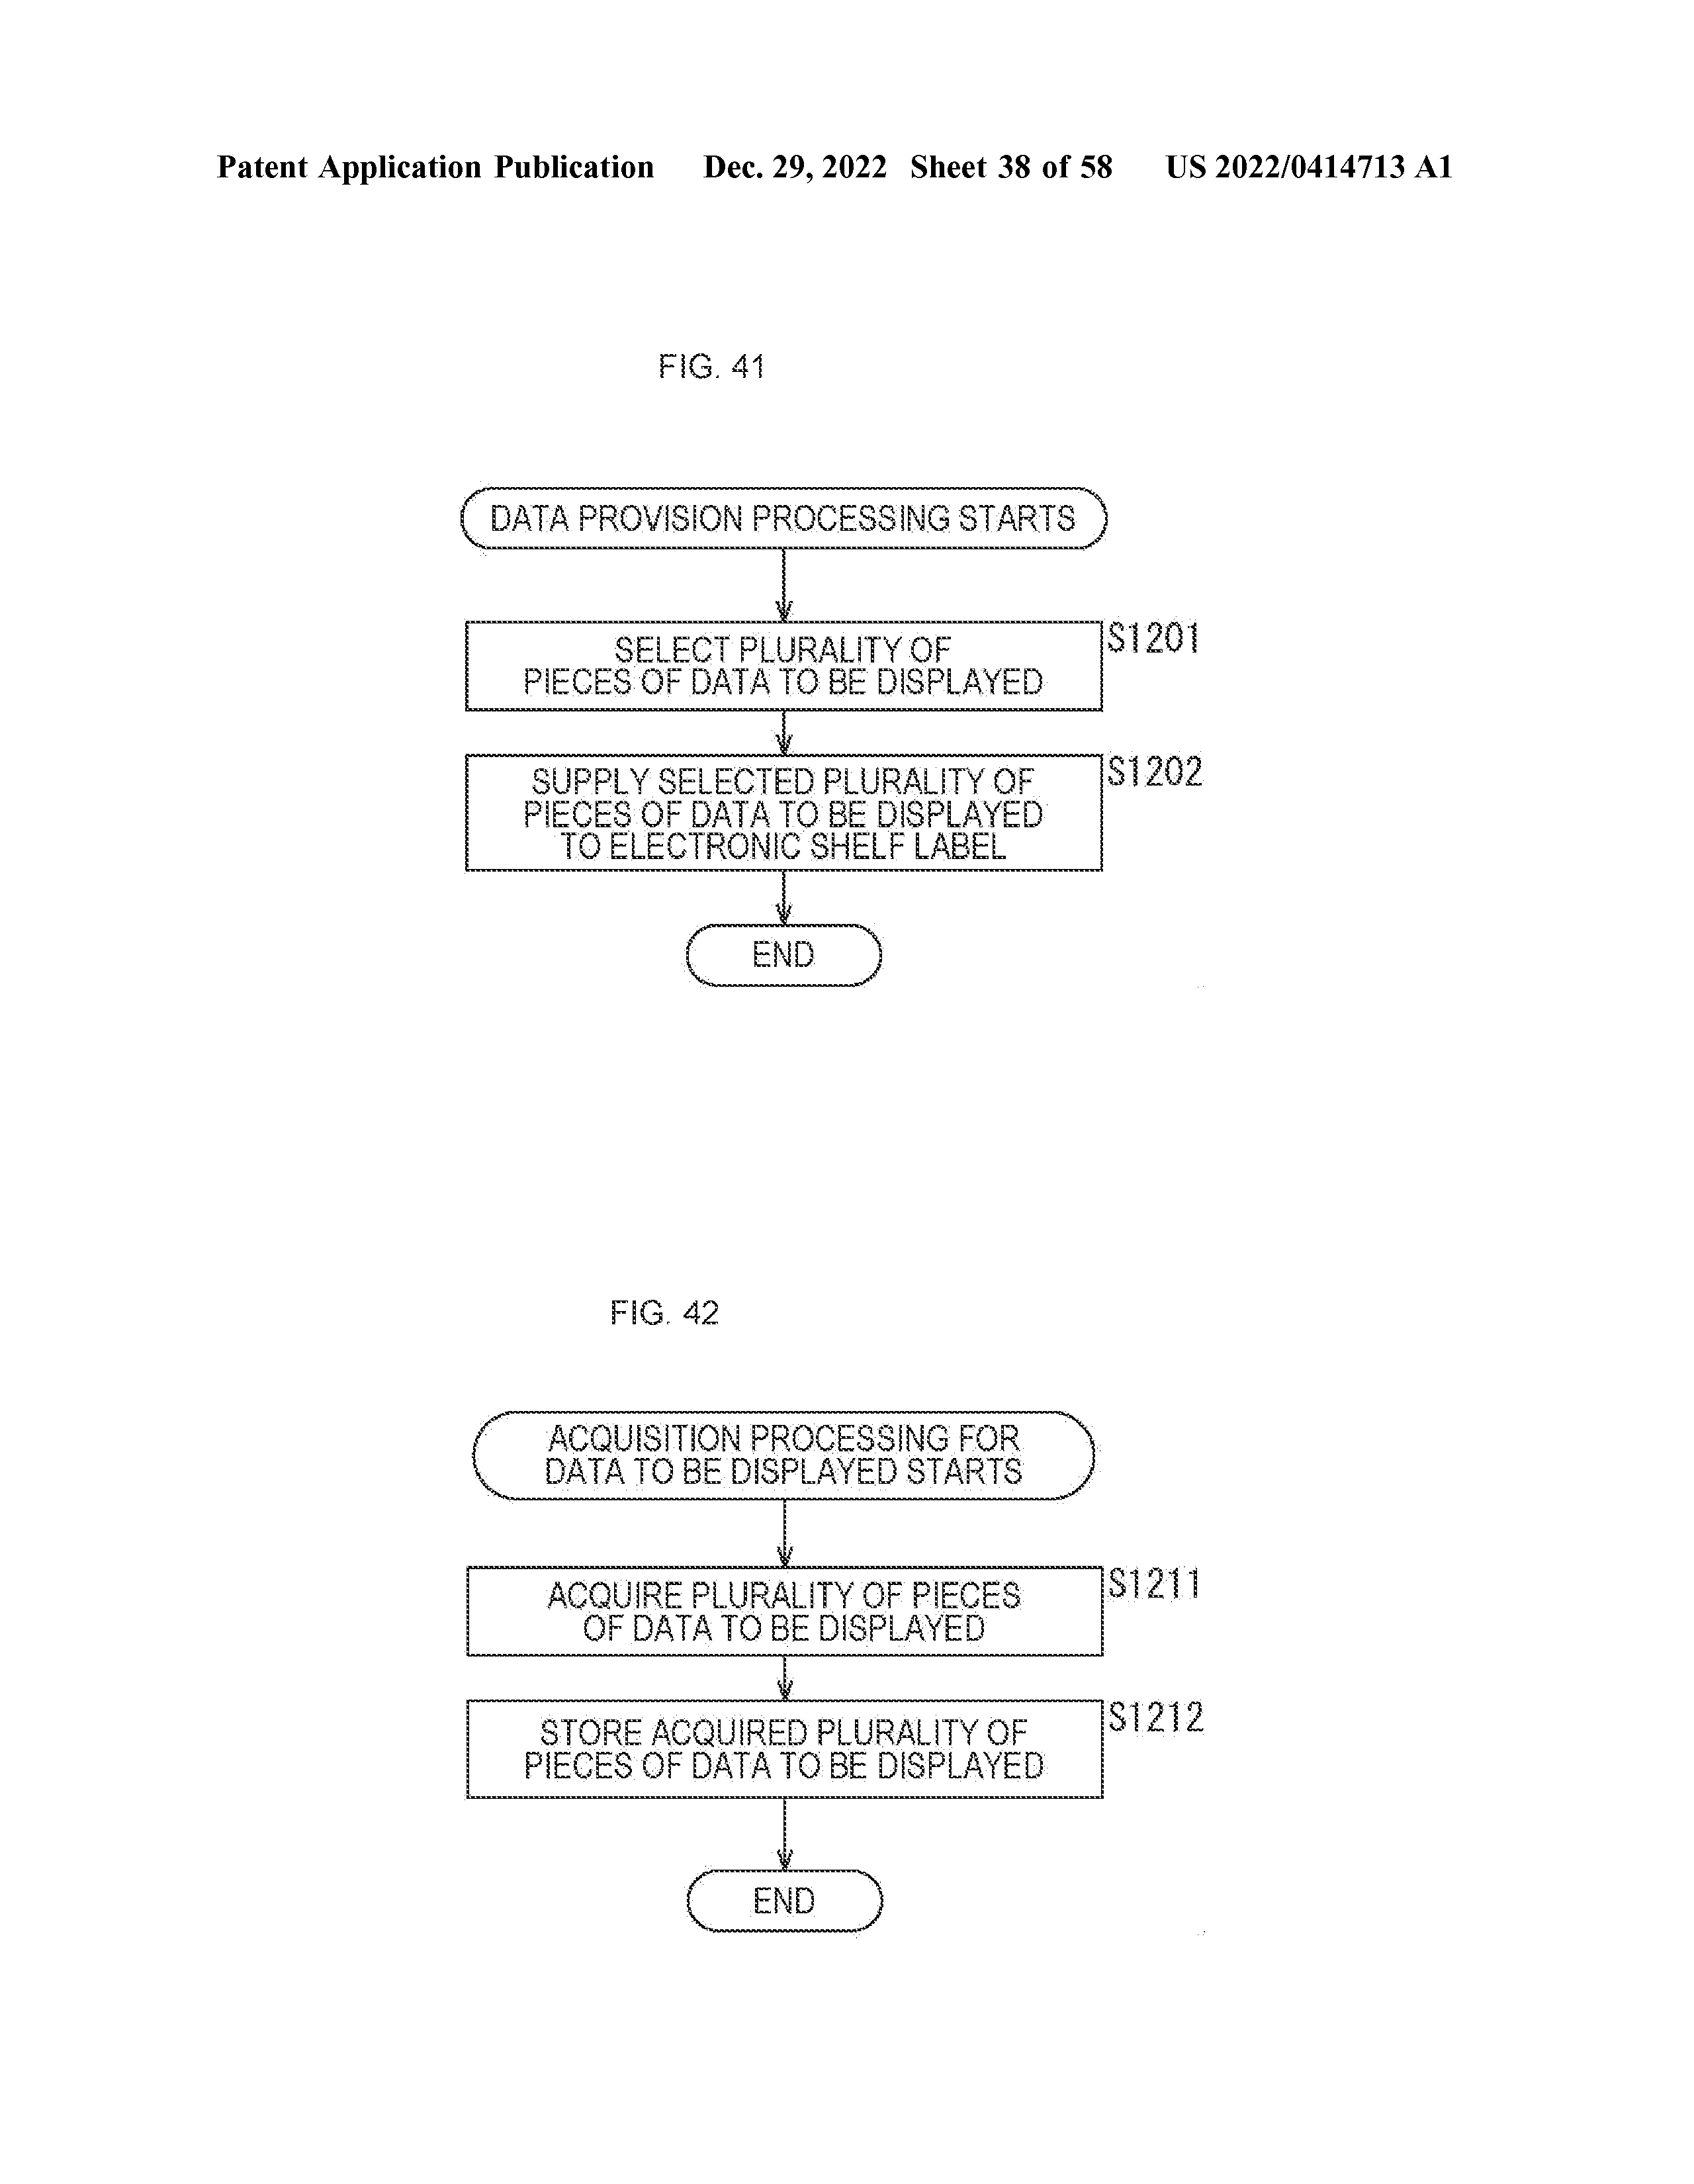 Patent Application Publication Dec. 29, 2022 Sheet 38 of 58 US 2022/0414713 A1
FIG. 41
DATA PROVISION PROCESSING STARTS
SELECT PLURALITY OF
PIECES OF DATA TO BE DISPLAYED
S1201
SUPPLY SELECTED PLURALITY OF
PIECES OF DATA TO BE DISPLAYED
TO ELECTRONIC SHELF LABEL
S1202
END
FIG. 42
ACQUISITION PROCESSING FOR
DATA TO BE DISPLAYED STARTS
ACQUIRE PLURALITY OF PIECES
OF DATA TO BE DISPLAYED
S1211
STORE ACQUIRED PLURALITY OF
PIECES OF DATA TO BE DISPLAYED
S1212
END